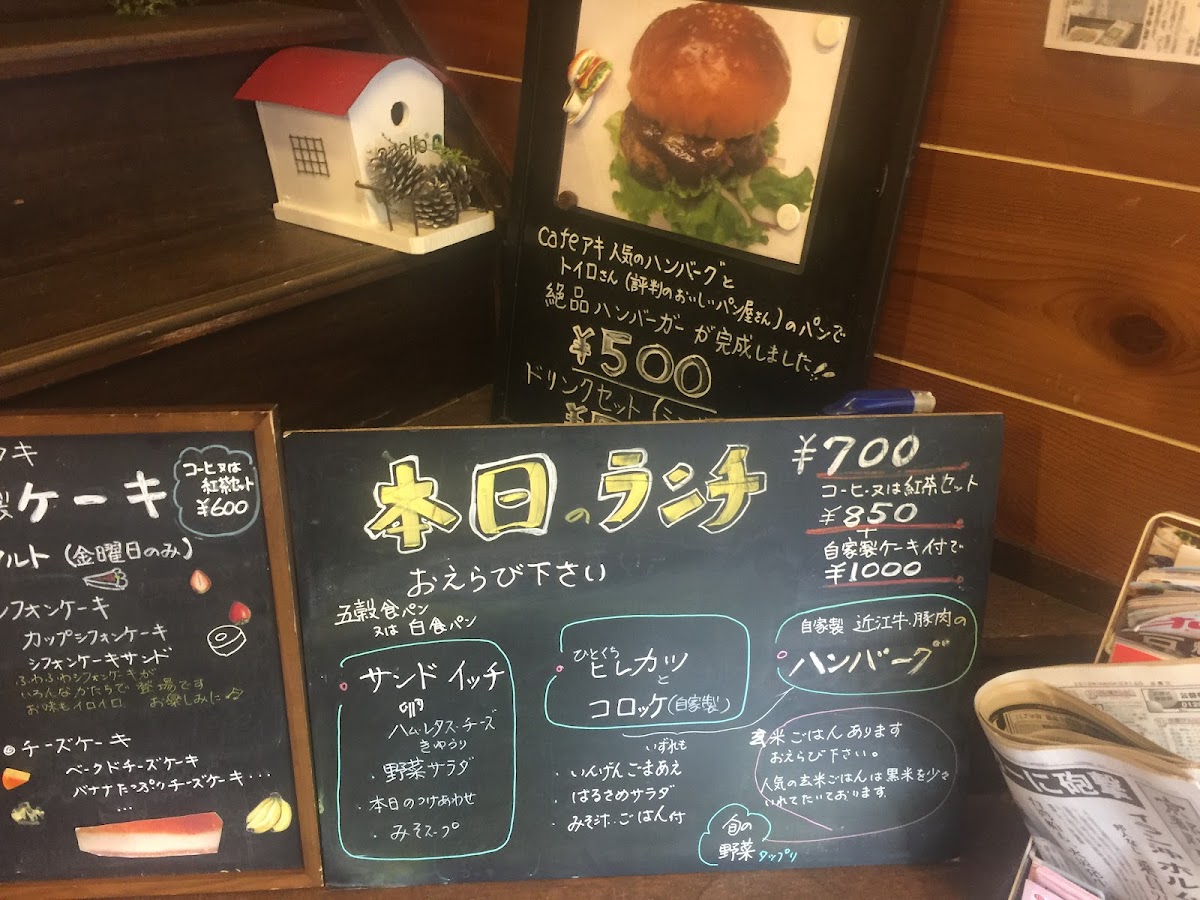 cafeアキ 人気のハンバーグと
トイロさん(評判のおいしいパン屋さん)のパンで
絶品 ハンバーガー が完成しました!!
¥500
ドリンクセット
キ
ケーキ
コーヒ又は
紅茶セット
¥600
ルト (金曜日のみ)
シフォンケーキ
カップシフォンケーキ
シフォンケーキサンド
ふわふわシフォンケーキが
いろんなかたちで登場です
お味もイロイロ. お楽しみに♪
チーズケーキ
ベークドチーズケーキ
バナナたっぷりチーズケーキ...
...
本日のランチ
¥700
コーヒ・又は紅茶セット
¥850
+
自家製ケーキ付で
¥1000
おえらび下さい
五穀食パン
又は 白食パン
サンドイッチ
ハム・レタス・チーズ
きゅうり
・野菜サラダ
・本日のつけあわせ
・みそスープ
ひとくち
ヒレカツ
と
コロッケ(自家製)
自家製 近江牛.豚肉の
ハンバーグ
いずれも
・いんげんごまあえ
・はるさめサラダ
・みそ汁.ごはん付
玄米ごはんあります
おえらび下さい。
人気の玄米ごはんは黒米を少々
いれてたいております.
旬の
野菜 タップリ
に砲撃